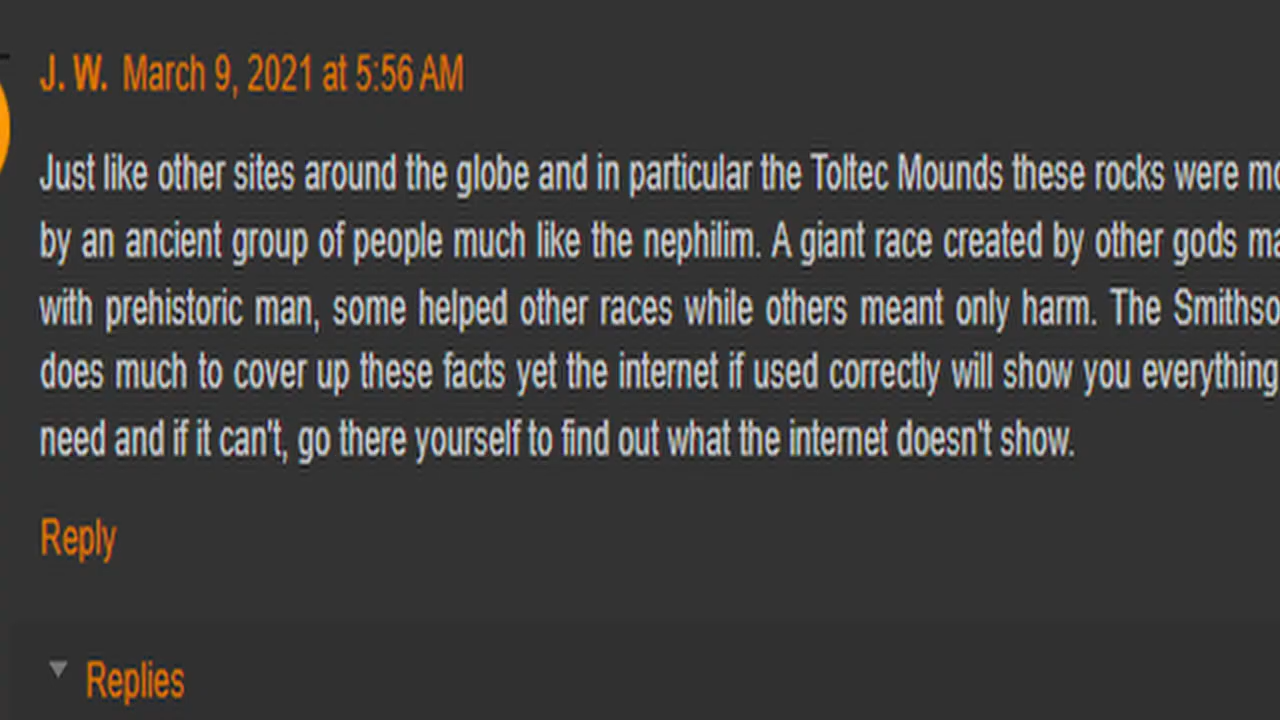 J. W. March 9, 2021 at 5:56 AM
Just like other sites around the globe and in particular the Toltec Mounds these rocks were
by an ancient group of people much like the nephilim. A giant race created by other gods
with prehistoric man, some helped other races while others meant only harm. The
does much to cover up these facts yet the internet if used correctly will show you everything
need and if it can't, go there yourself to find out what the internet doesn't show.
Reply
Replies